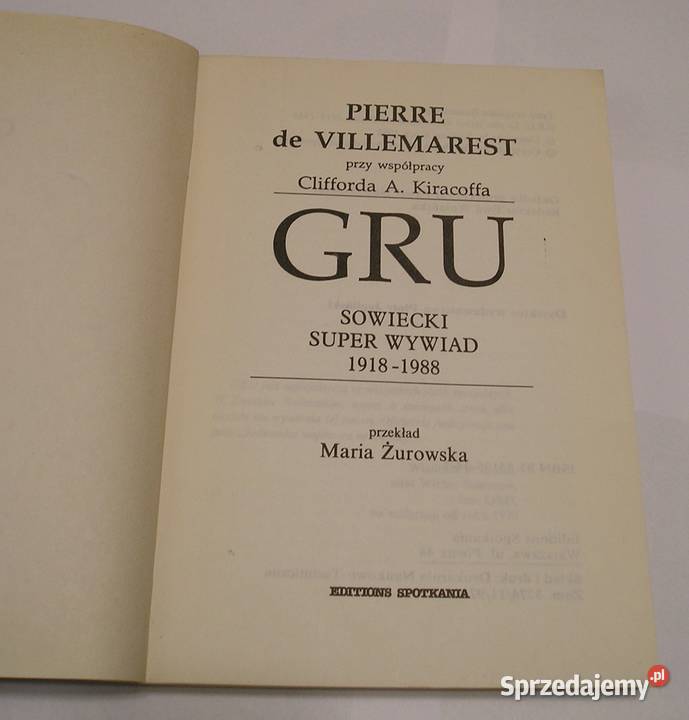 PIERRE
de VILLEMAREST
przy współpracy
Clifforda A. Kiracoffa
GRU
SOWIECKI
SUPER WYWIAD
1918-1988
przekład
Maria Żurowska
EDITIONS SPOTKANIA
Sprzedajemy.pl